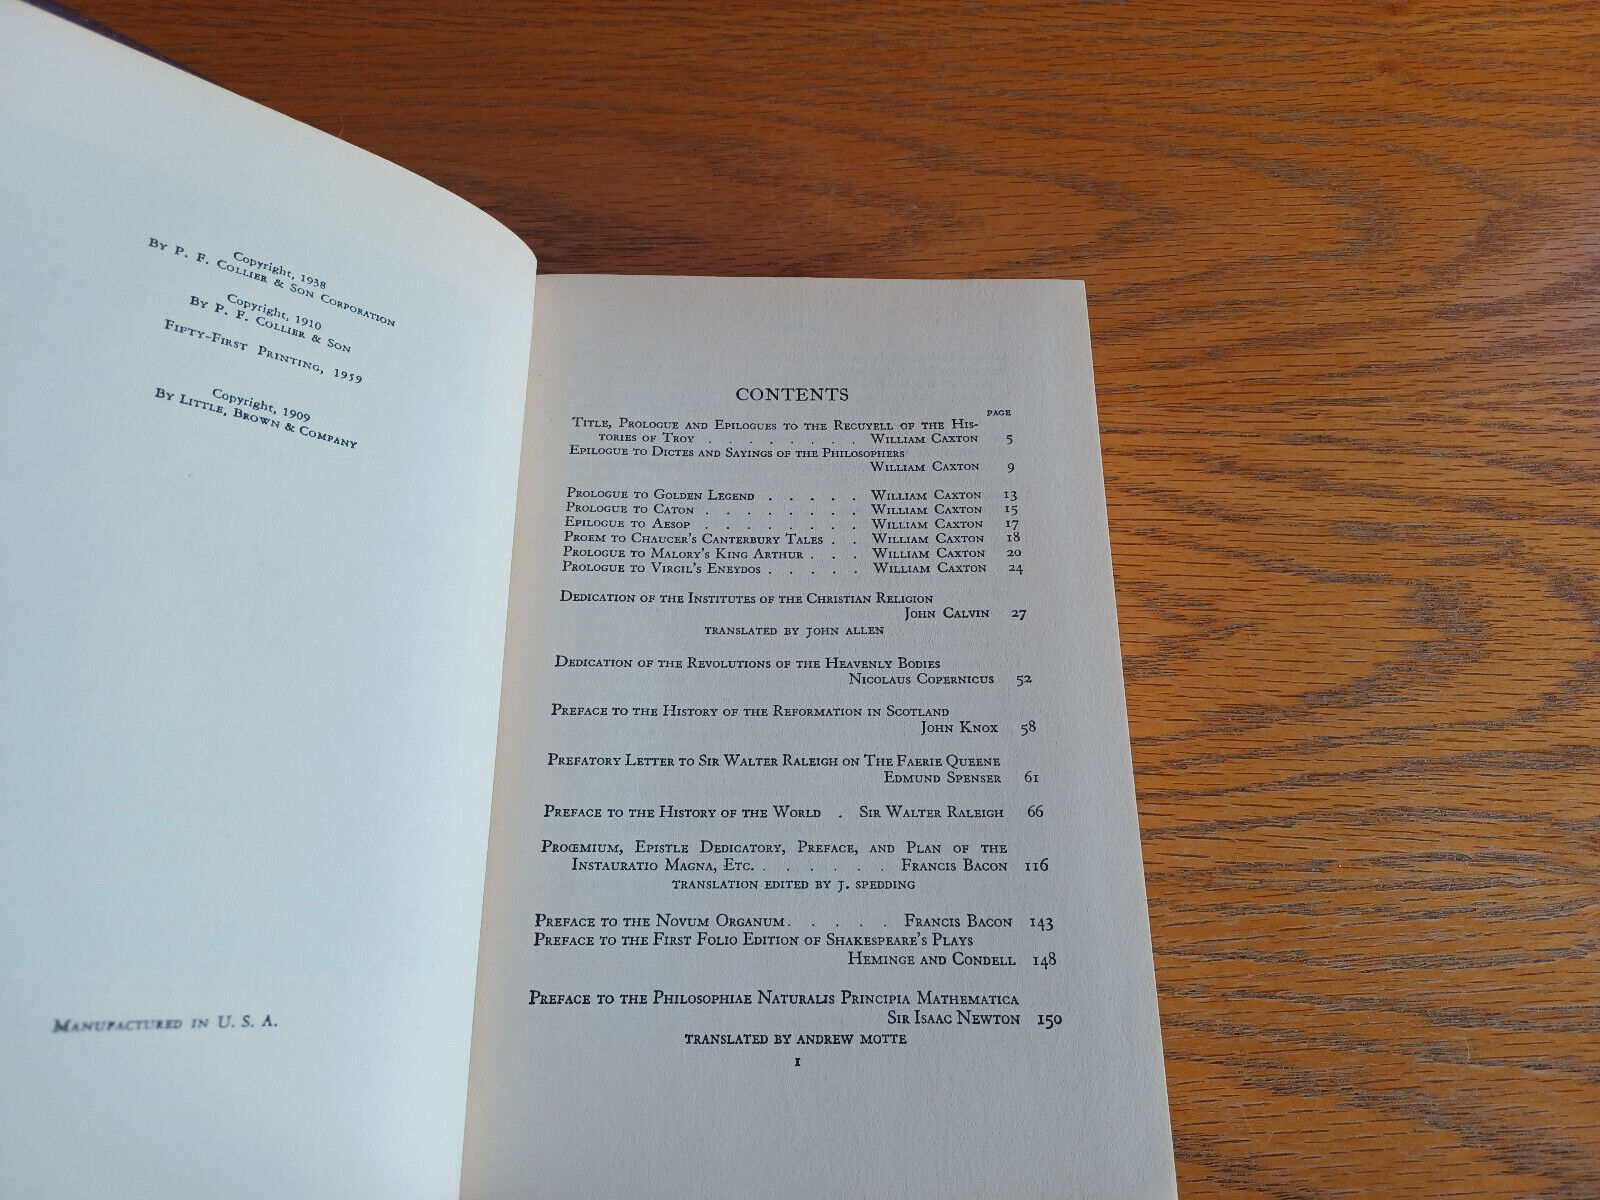 Copyright, 1938
By P. F. Collier & Son Corporation
Copyright, 1910
By P. F. Collier & Son
Fifty-First Printing, 1959
Copyright, 1909
By Little, Brown & Company
Manufactured in U. S. A.
CONTENTS
PAGE
Title, Prologue and Epilogues to the Recuyell of the His-
tories of Troy . . . . . . . . William Caxton 5
Epilogue to Dictes and Sayings of the Philosophers
William Caxton 9
Prologue to Golden Legend . . . . . William Caxton 13
Prologue to Caton . . . . . . . . William Caxton 15
Epilogue to Aesop . . . . . . . . William Caxton 17
Proem to Chaucer's Canterbury Tales . . William Caxton 18
Prologue to Malory's King Arthur . . . William Caxton 20
Prologue to Virgil's Eneydos . . . . . William Caxton 24
Dedication of the Institutes of the Christian Religion
John Calvin 27
translated by john allen
Dedication of the Revolutions of the Heavenly Bodies
Nicolaus Copernicus 52
Preface to the History of the Reformation in Scotland
John Knox 58
Prefatory Letter to Sir Walter Raleigh on The Faerie Queene
Edmund Spenser 61
Preface to the History of the World . Sir Walter Raleigh 66
Prooemium, Epistle Dedicatory, Preface, and Plan of the
Instauratio Magna, Etc. . . . . . . Francis Bacon 116
translation edited by j. spedding
Preface to the Novum Organum. . . . . Francis Bacon 143
Preface to the First Folio Edition of Shakespeare's Plays
Heminge and Condell 148
Preface to the Philosophiae Naturalis Principia Mathematica
Sir Isaac Newton 150
translated by andrew motte
1